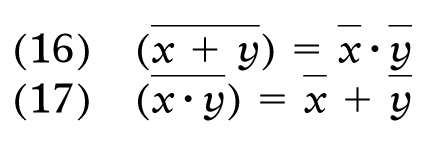 (16) (x̅ ̅+̅ ̅y̅) = x̅·y̅
(17) (x̅·̅y̅) = x̅ + y̅